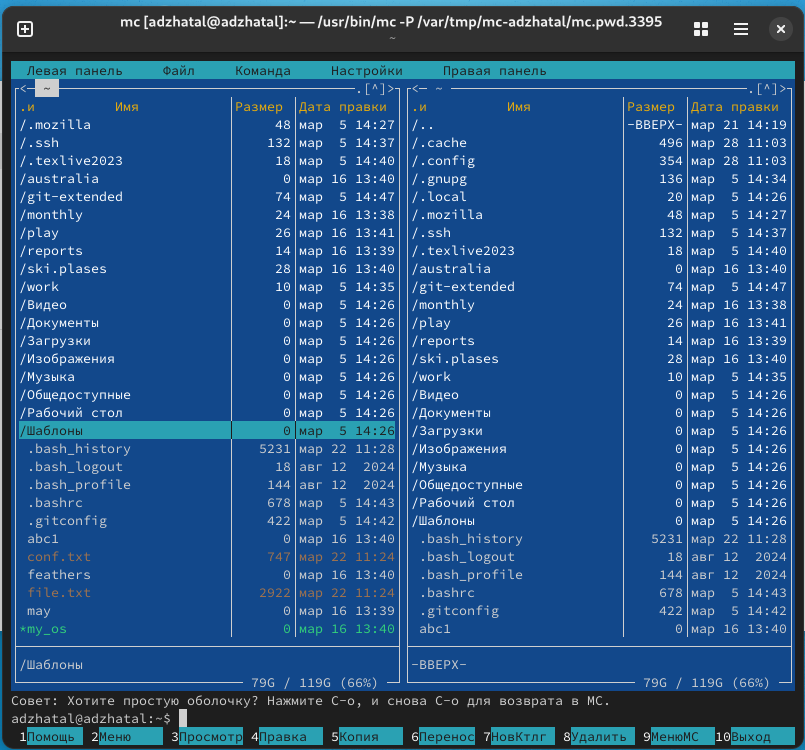 mc [adzhatal@adzhatal]:~ — /usr/bin/mc -P /var/tmp/mc-adzhatal/mc.pwd.3395
~
Левая панель Файл Команда Настройки Правая панель
<— ~ .[^]> <— ~ .[^]>
.и Имя Размер Дата правки .и Имя Размер Дата правки
/.mozilla 48 мар 5 14:27 /.. -ВВЕРХ- мар 21 14:19
/.ssh 132 мар 5 14:37 /.cache 496 мар 28 11:03
/.texlive2023 18 мар 5 14:40 /.config 354 мар 28 11:03
/australia 0 мар 16 13:40 /.gnupg 136 мар 5 14:34
/git-extended 74 мар 5 14:47 /.local 20 мар 5 14:26
/monthly 24 мар 16 13:38 /.mozilla 48 мар 5 14:27
/play 26 мар 16 13:41 /.ssh 132 мар 5 14:37
/reports 14 мар 16 13:39 /.texlive2023 18 мар 5 14:40
/ski.plases 28 мар 16 13:40 /australia 0 мар 16 13:40
/work 10 мар 5 14:35 /git-extended 74 мар 5 14:47
/Видео 0 мар 5 14:26 /monthly 24 мар 16 13:38
/Документы 0 мар 5 14:26 /play 26 мар 16 13:41
/Загрузки 0 мар 5 14:26 /reports 14 мар 16 13:39
/Изображения 0 мар 5 14:26 /ski.plases 28 мар 16 13:40
/Музыка 0 мар 5 14:26 /work 10 мар 5 14:35
/Общедоступные 0 мар 5 14:26 /Видео 0 мар 5 14:26
/Рабочий стол 0 мар 5 14:26 /Документы 0 мар 5 14:26
/Шаблоны 0 мар 5 14:26 /Загрузки 0 мар 5 14:26
.bash_history 5231 мар 22 11:28 /Изображения 0 мар 5 14:26
.bash_logout 18 авг 12 2024 /Музыка 0 мар 5 14:26
.bash_profile 144 авг 12 2024 /Общедоступные 0 мар 5 14:26
.bashrc 678 мар 5 14:43 /Рабочий стол 0 мар 5 14:26
.gitconfig 422 мар 5 14:42 /Шаблоны 0 мар 5 14:26
abc1 0 мар 16 13:40 .bash_history 5231 мар 22 11:28
conf.txt 747 мар 22 11:24 .bash_logout 18 авг 12 2024
feathers 0 мар 16 13:40 .bash_profile 144 авг 12 2024
file.txt 2922 мар 22 11:24 .bashrc 678 мар 5 14:43
may 0 мар 16 13:39 .gitconfig 422 мар 5 14:42
*my_os 0 мар 16 13:40 abc1 0 мар 16 13:40
/Шаблоны -ВВЕРХ-
79G / 119G (66%) 79G / 119G (66%)
Совет: Хотите простую оболочку? Нажмите C-o, и снова C-o для возврата в MC.
adzhatal@adzhatal:~$
1Помощь 2Меню 3Просмотр 4Правка 5Копия 6Перенос 7НовКтлг 8Удалить 9МенюMC 10Выход